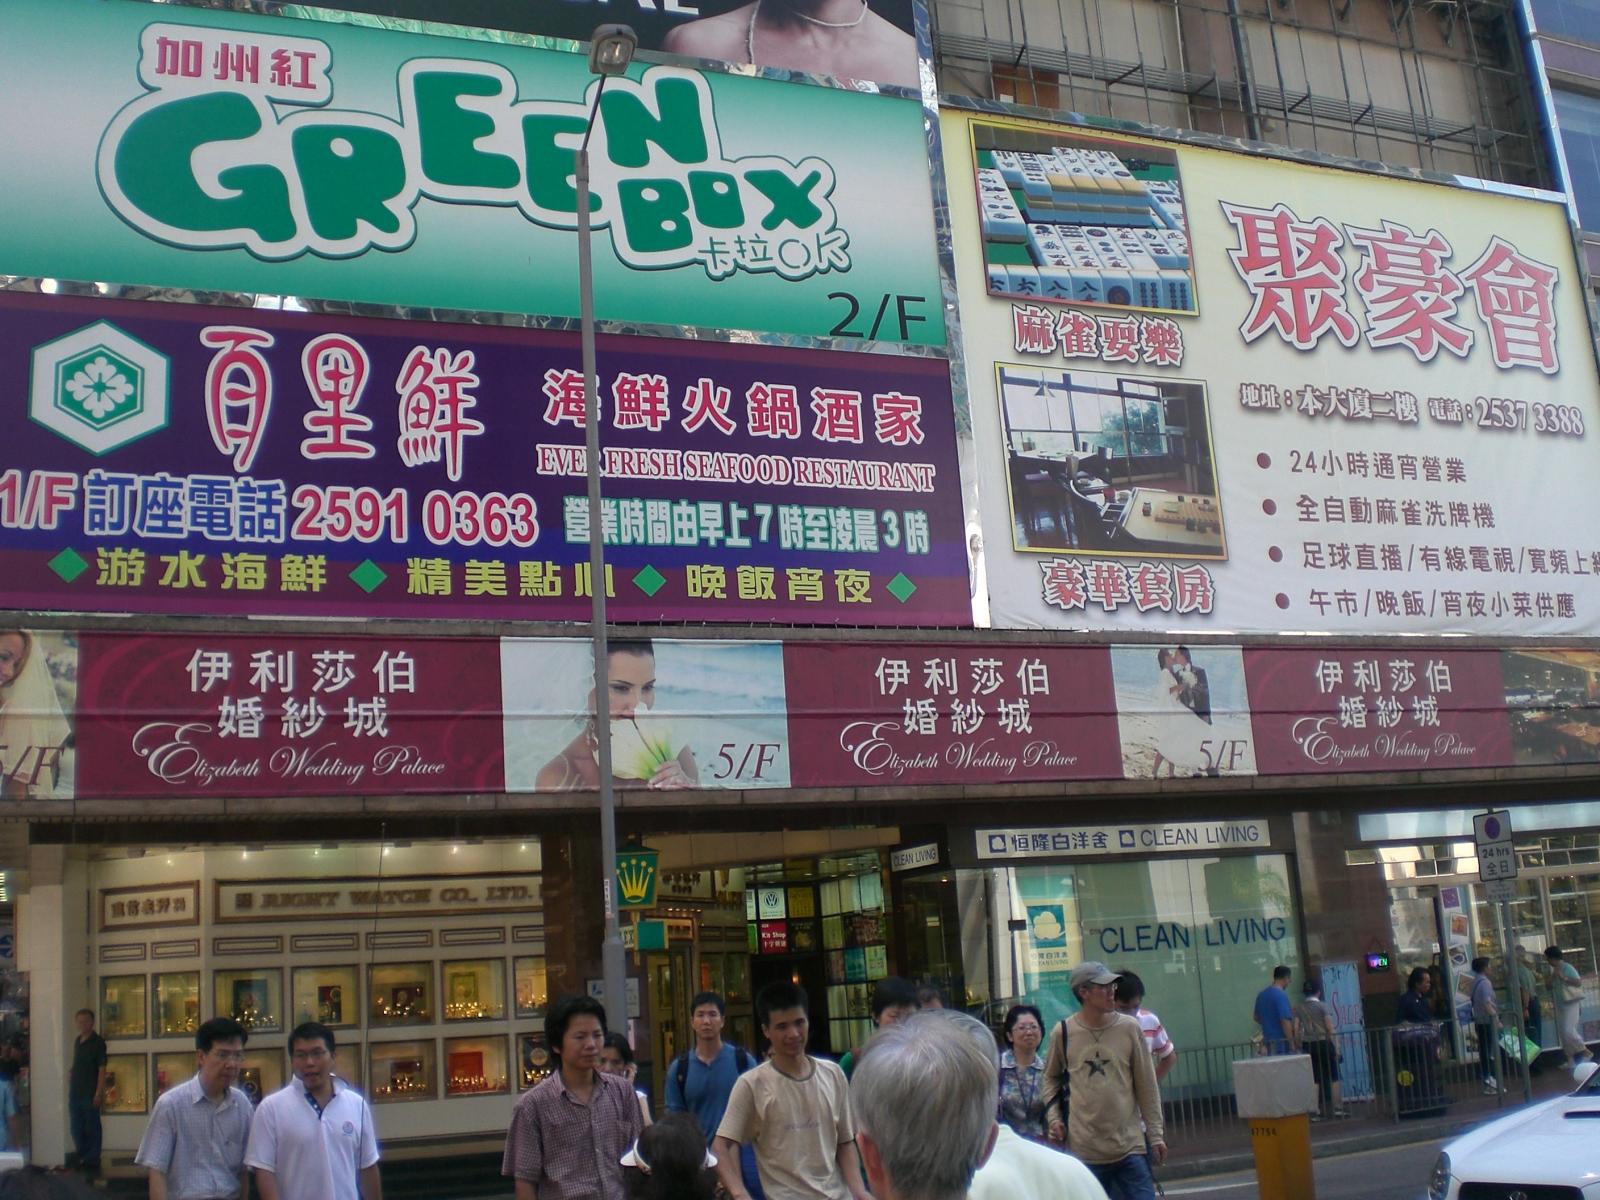 加州紅
GREEN BOX
卡拉OK
2/F
百里鮮
海鮮火鍋酒家
EVER FRESH SEAFOOD RESTAURANT
1/F 訂座電話 2591 0363
營業時間由早上7時至凌晨3時
游水海鮮 精美點心 晚飯宵夜
聚豪會
麻雀耍樂
地址：本大廈二樓 電話：2537 3388
24小時通宵營業
全自動麻雀洗牌機
足球直播/有線電視/寬頻上
午市/晚飯/宵夜小菜供應
豪華套房
5/F
伊利莎伯
婚紗城
Elizabeth Wedding Palace
5/F
伊利莎伯
婚紗城
Elizabeth Wedding Palace
5/F
伊利莎伯
婚紗城
Elizabeth Wedding Palace
恒隆白洋舍 CLEAN LIVING
CLEAN LIVING
CLEAN LIVING
RIGHT WATCH CO., LTD.
24 hrs
全日
OPEN
SALE